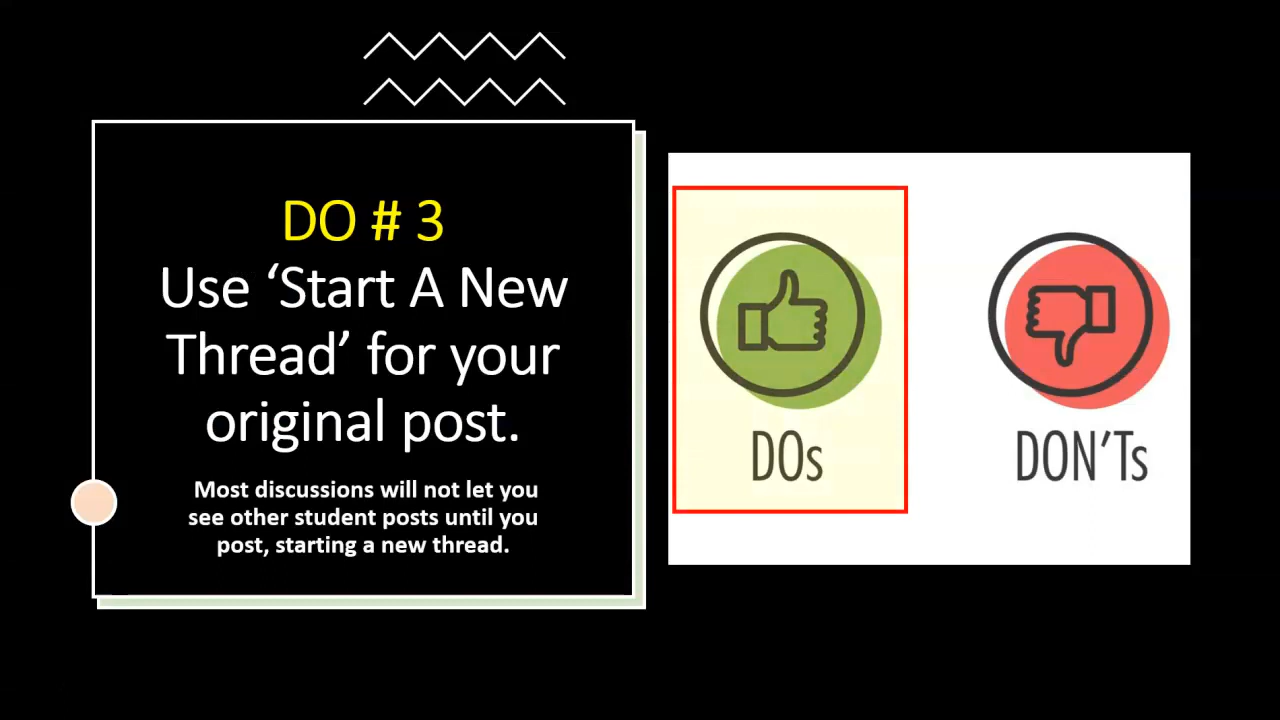 DO # 3
Use ‘Start A New
Thread’ for your
original post.
Most discussions will not let you
see other student posts until you
post, starting a new thread.
DOs
DON’Ts